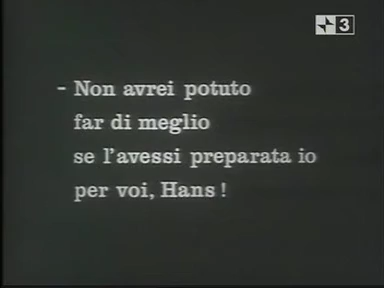 3
- Non avrei potuto
far di meglio
se l'avessi preparata io
per voi, Hans !